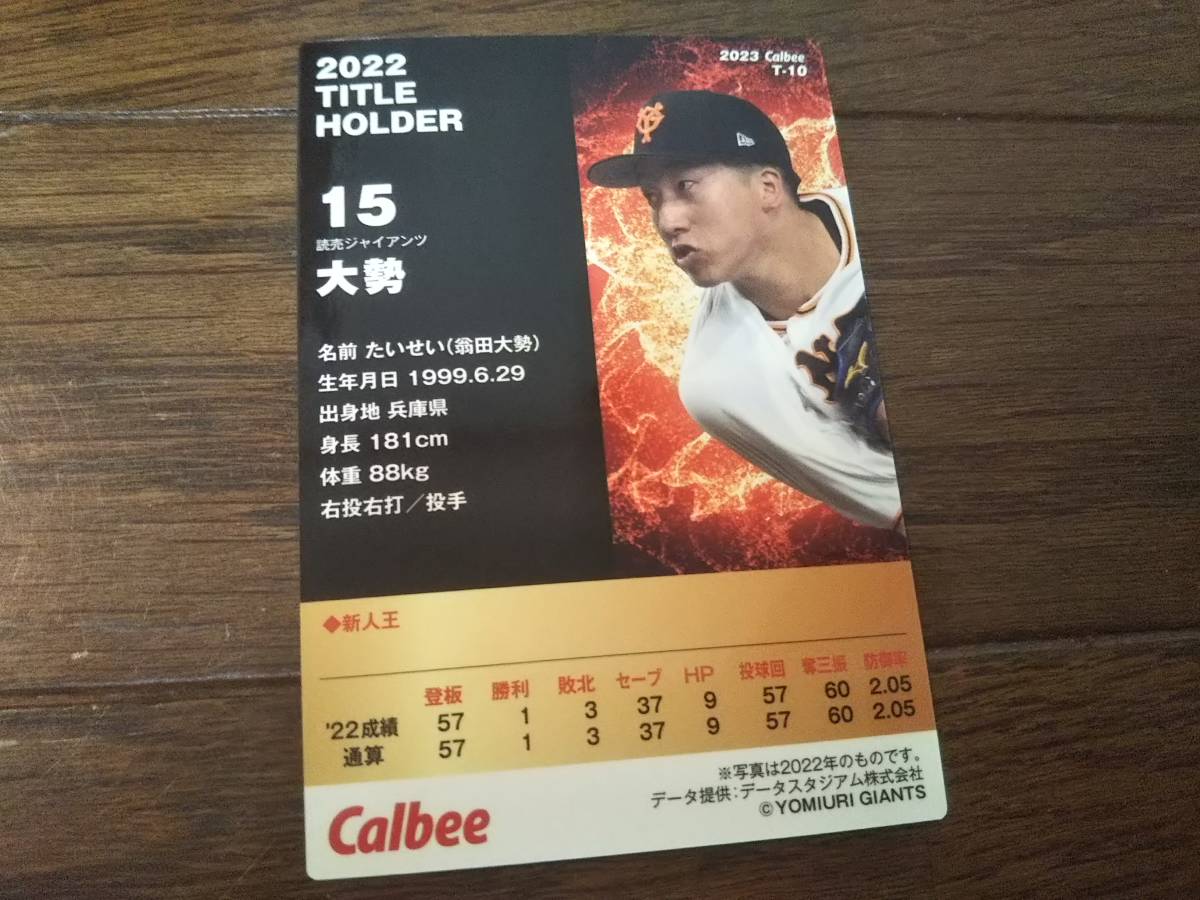 2022
TITLE
HOLDER
2023 Calbee
T-10
15
読売ジャイアンツ
大勢
名前 たいせい(翁田大勢)
生年月日 1999.6.29
出身地 兵庫県
身長 181cm
体重 88kg
右投右打/投手
◆新人王
登板 勝利 敗北 セーブ HP 投球回 奪三振 防御率
'22成績 57 1 3 37 9 57 60 2.05
通算 57 1 3 37 9 57 60 2.05
※写真は2022年のものです。
データ提供:データスタジアム株式会社
©YOMIURI GIANTS
Calbee